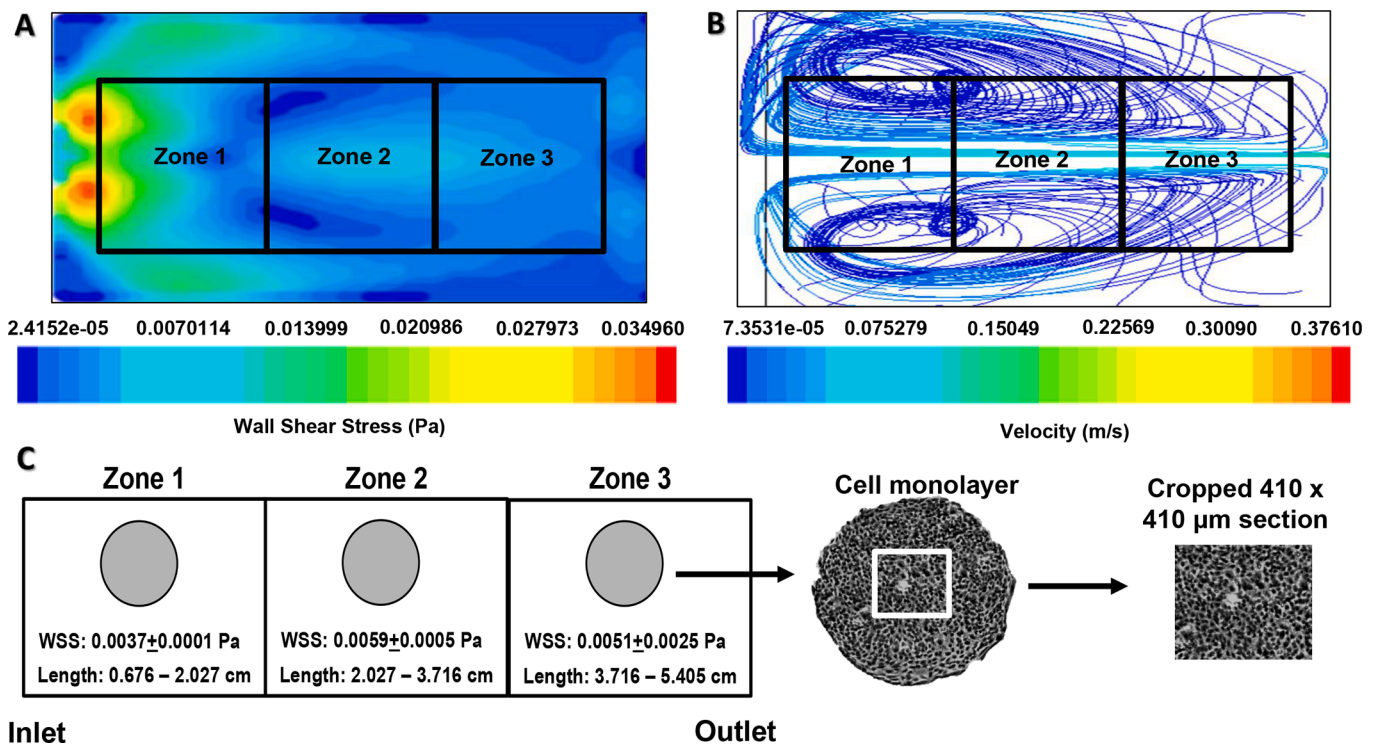 A
Zone 1
Zone 2
Zone 3
2.4152e-05 0.0070114 0.013999 0.020986 0.027973 0.034960
Wall Shear Stress (Pa)
B
Zone 1
Zone 2
Zone 3
7.3531e-05 0.075279 0.15049 0.22569 0.30090 0.37610
Velocity (m/s)
C
Zone 1
WSS: 0.0037±0.0001 Pa
Length: 0.676 – 2.027 cm
Zone 2
WSS: 0.0059±0.0005 Pa
Length: 2.027 – 3.716 cm
Zone 3
WSS: 0.0051±0.0025 Pa
Length: 3.716 – 5.405 cm
Inlet
Outlet
Cell monolayer
Cropped 410 x
410 µm section